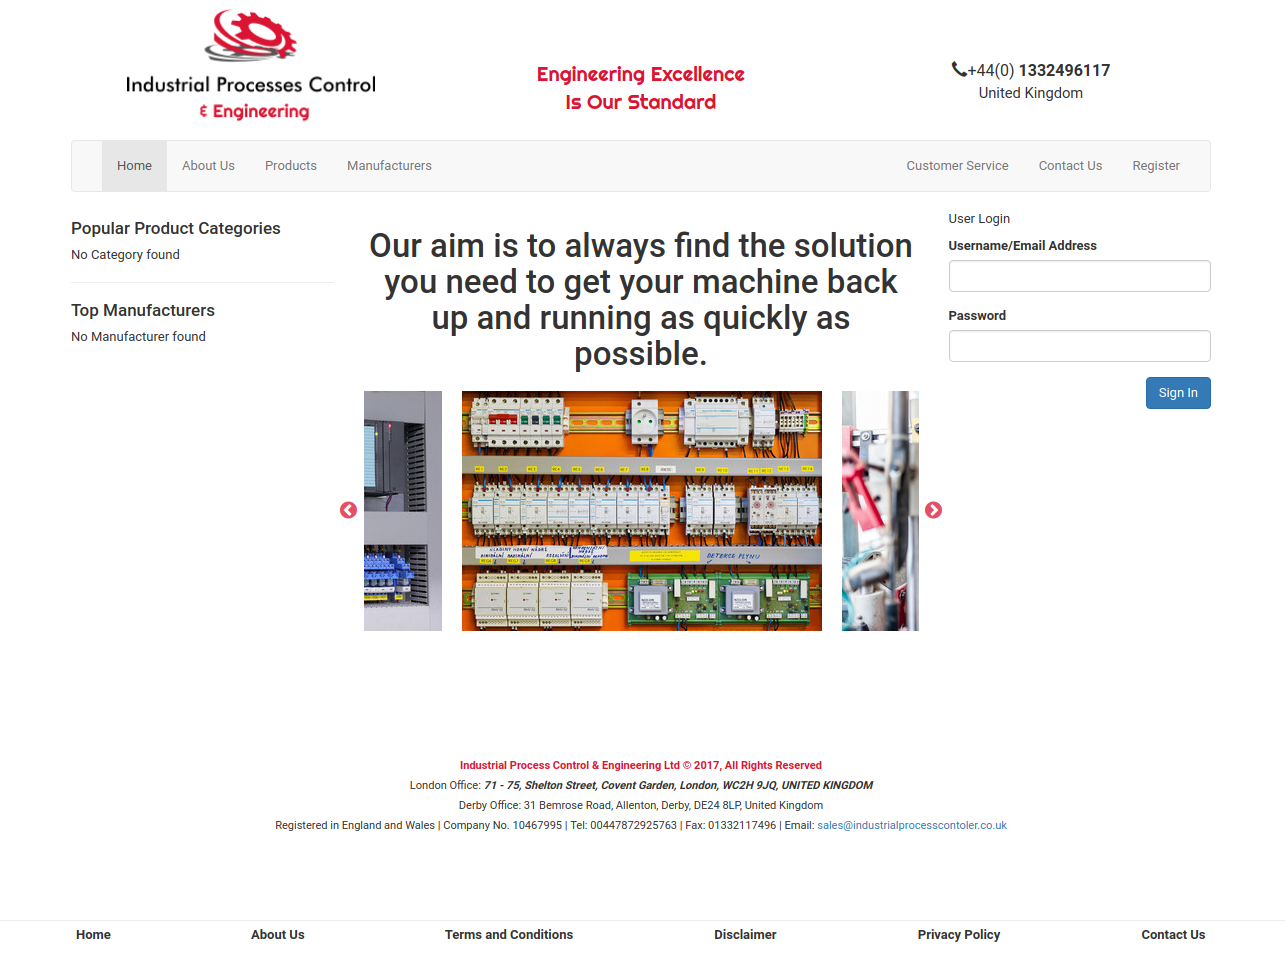 Industrial Processes Control
& Engineering
Engineering Excellence
Is Our Standard
+44(0) 1332496117
United Kingdom
Home
About Us
Products
Manufacturers
Customer Service
Contact Us
Register
Popular Product Categories
No Category found
Top Manufacturers
No Manufacturer found
Our aim is to always find the solution
you need to get your machine back
up and running as quickly as
possible.
DETEKCE PLYNU
User Login
Username/Email Address
Password
Sign In
Industrial Process Control & Engineering Ltd © 2017, All Rights Reserved
London Office: 71 - 75, Shelton Street, Covent Garden, London, WC2H 9JQ, UNITED KINGDOM
Derby Office: 31 Bemrose Road, Allenton, Derby, DE24 8LP, United Kingdom
Registered in England and Wales | Company No. 10467995 | Tel: 00447872925763 | Fax: 01332117496 | Email: sales@industrialprocesscontoler.co.uk
Home
About Us
Terms and Conditions
Disclaimer
Privacy Policy
Contact Us